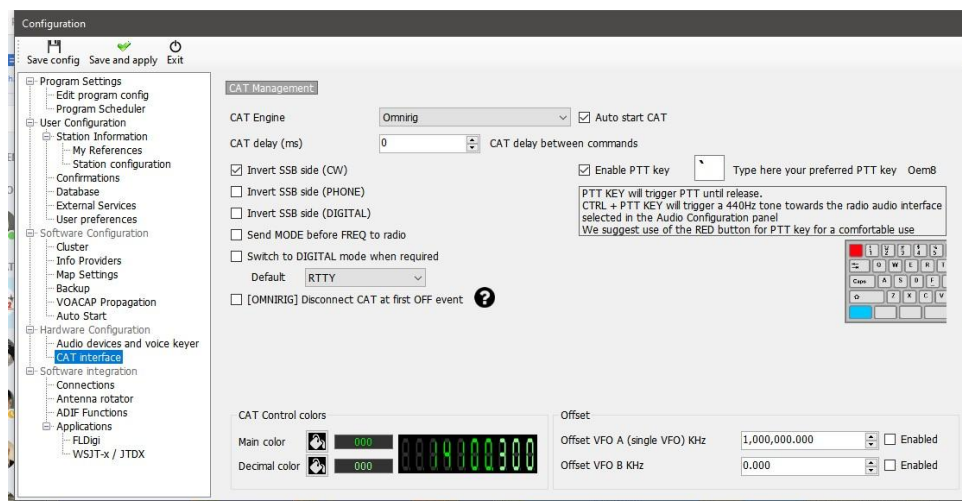 Configuration
Save config Save and apply Exit
Program Settings
Edit program config
Program Scheduler
User Configuration
Station Information
My References
Station configuration
Confirmations
Database
External Services
User preferences
Software Configuration
Cluster
Info Providers
Map Settings
Backup
VOACAP Propagation
Auto Start
Hardware Configuration
Audio devices and voice keyer
CAT interface
Software integration
Connections
Antenna rotator
ADIF Functions
Applications
FLDigi
WSJT-x / JTDX
CAT Management
CAT Engine Omnirig Auto start CAT
CAT delay (ms) 0 CAT delay between commands
Invert SSB side (CW)
Invert SSB side (PHONE)
Invert SSB side (DIGITAL)
Send MODE before FREQ to radio
Switch to DIGITAL mode when required
Default RTTY
[OMNIRIG] Disconnect CAT at first OFF event ?
Enable PTT key ` Type here your preferred PTT key Oem8
PTT KEY will trigger PTT until release.
CTRL + PTT KEY will trigger a 440Hz tone towards the radio audio interface
selected in the Audio Configuration panel
We suggest use of the RED button for PTT key for a comfortable use
Caps A S D F
Z X C V
CAT Control colors
Main color 000
Decimal color 000
14100.300
Offset
Offset VFO A (single VFO) KHz 1,000,000.000 Enabled
Offset VFO B KHz 0.000 Enabled